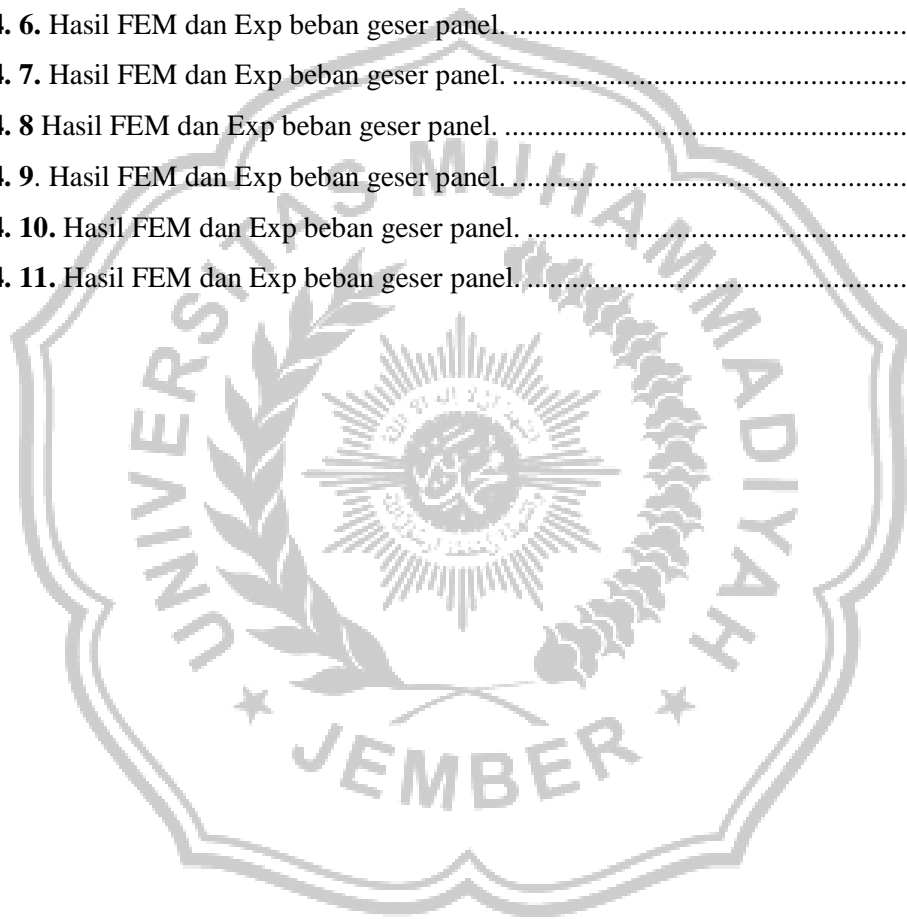 4. 6. Hasil FEM dan Exp beban geser panel. ........................................................
4. 7. Hasil FEM dan Exp beban geser panel. ........................................................
4. 8 Hasil FEM dan Exp beban geser panel. .........................................................
4. 9. Hasil FEM dan Exp beban geser panel. ........................................................
4. 10. Hasil FEM dan Exp beban geser panel. ......................................................
4. 11. Hasil FEM dan Exp beban geser panel. ......................................................
UNIVERSITAS MUHAMMADIYAH
JEMBER